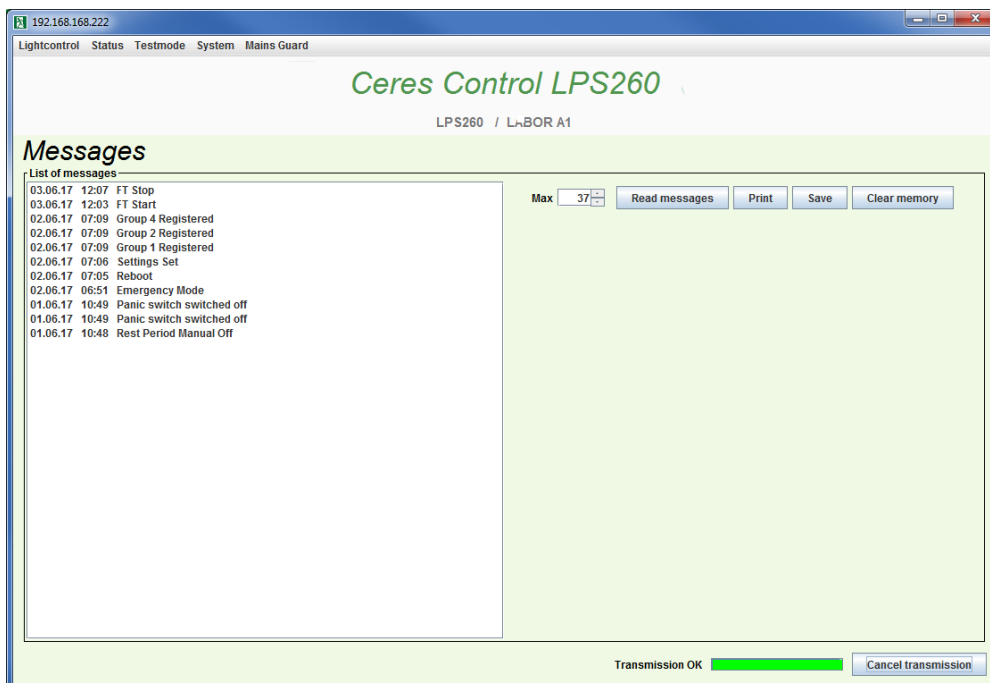 192.168.168.222
Lightcontrol Status Testmode System Mains Guard
Ceres Control LPS260
LPS260 / LABOR A1
Messages
List of messages
03.06.17 12:07 FT Stop
03.06.17 12:03 FT Start
02.06.17 07:09 Group 4 Registered
02.06.17 07:09 Group 2 Registered
02.06.17 07:09 Group 1 Registered
02.06.17 07:06 Settings Set
02.06.17 07:05 Reboot
02.06.17 06:51 Emergency Mode
01.06.17 10:49 Panic switch switched off
01.06.17 10:49 Panic switch switched off
01.06.17 10:48 Rest Period Manual Off
Max 37 Read messages Print Save Clear memory
Transmission OK Cancel transmission